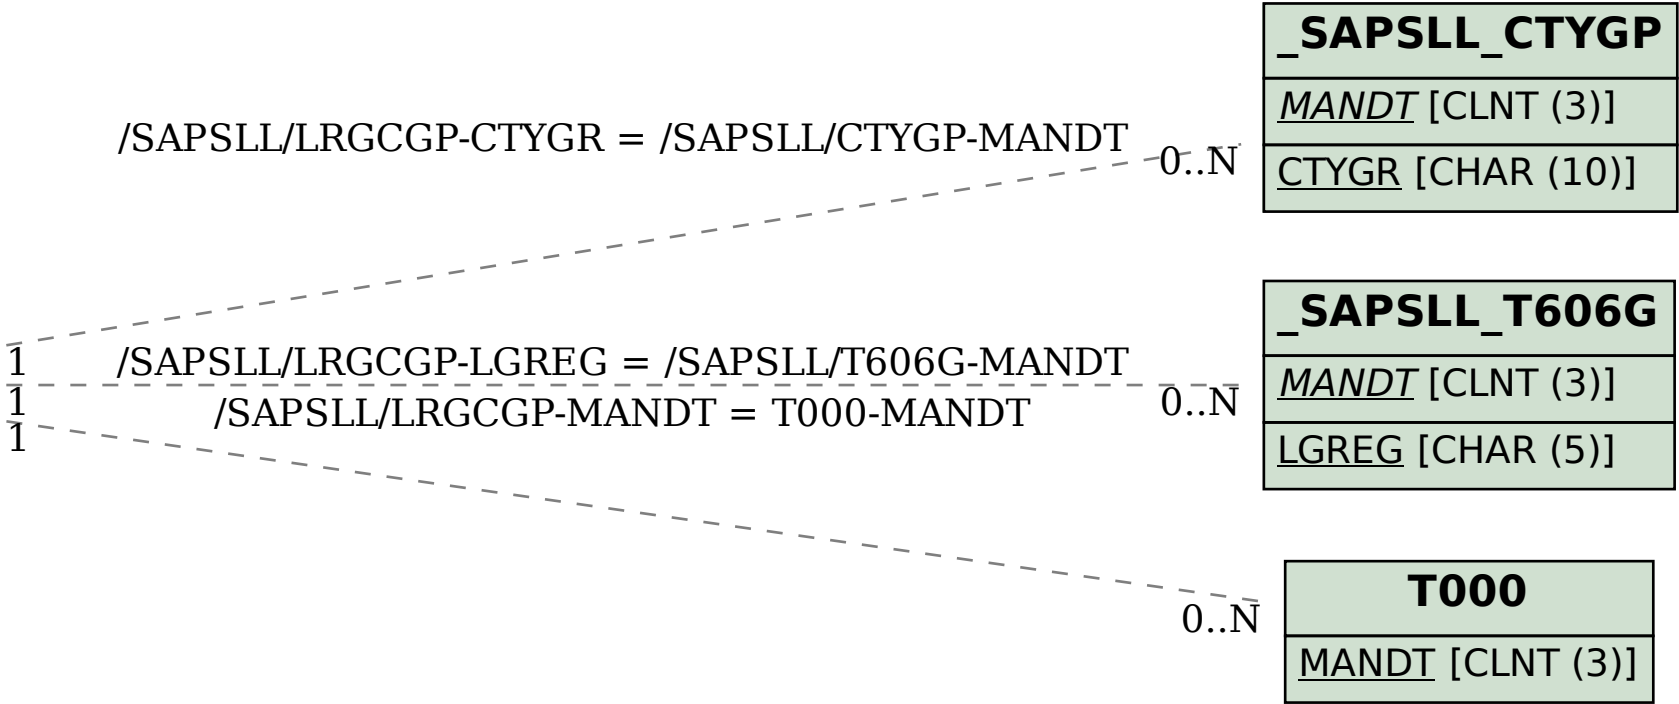 _SAPSLL_CTYGP
MANDT [CLNT (3)]
CTYGR [CHAR (10)]
/SAPSLL/LRGCGP-CTYGR = /SAPSLL/CTYGP-MANDT
0..N
1
_SAPSLL_T606G
MANDT [CLNT (3)]
LGREG [CHAR (5)]
/SAPSLL/LRGCGP-LGREG = /SAPSLL/T606G-MANDT
0..N
1
/SAPSLL/LRGCGP-MANDT = T000-MANDT
1
0..N
T000
MANDT [CLNT (3)]